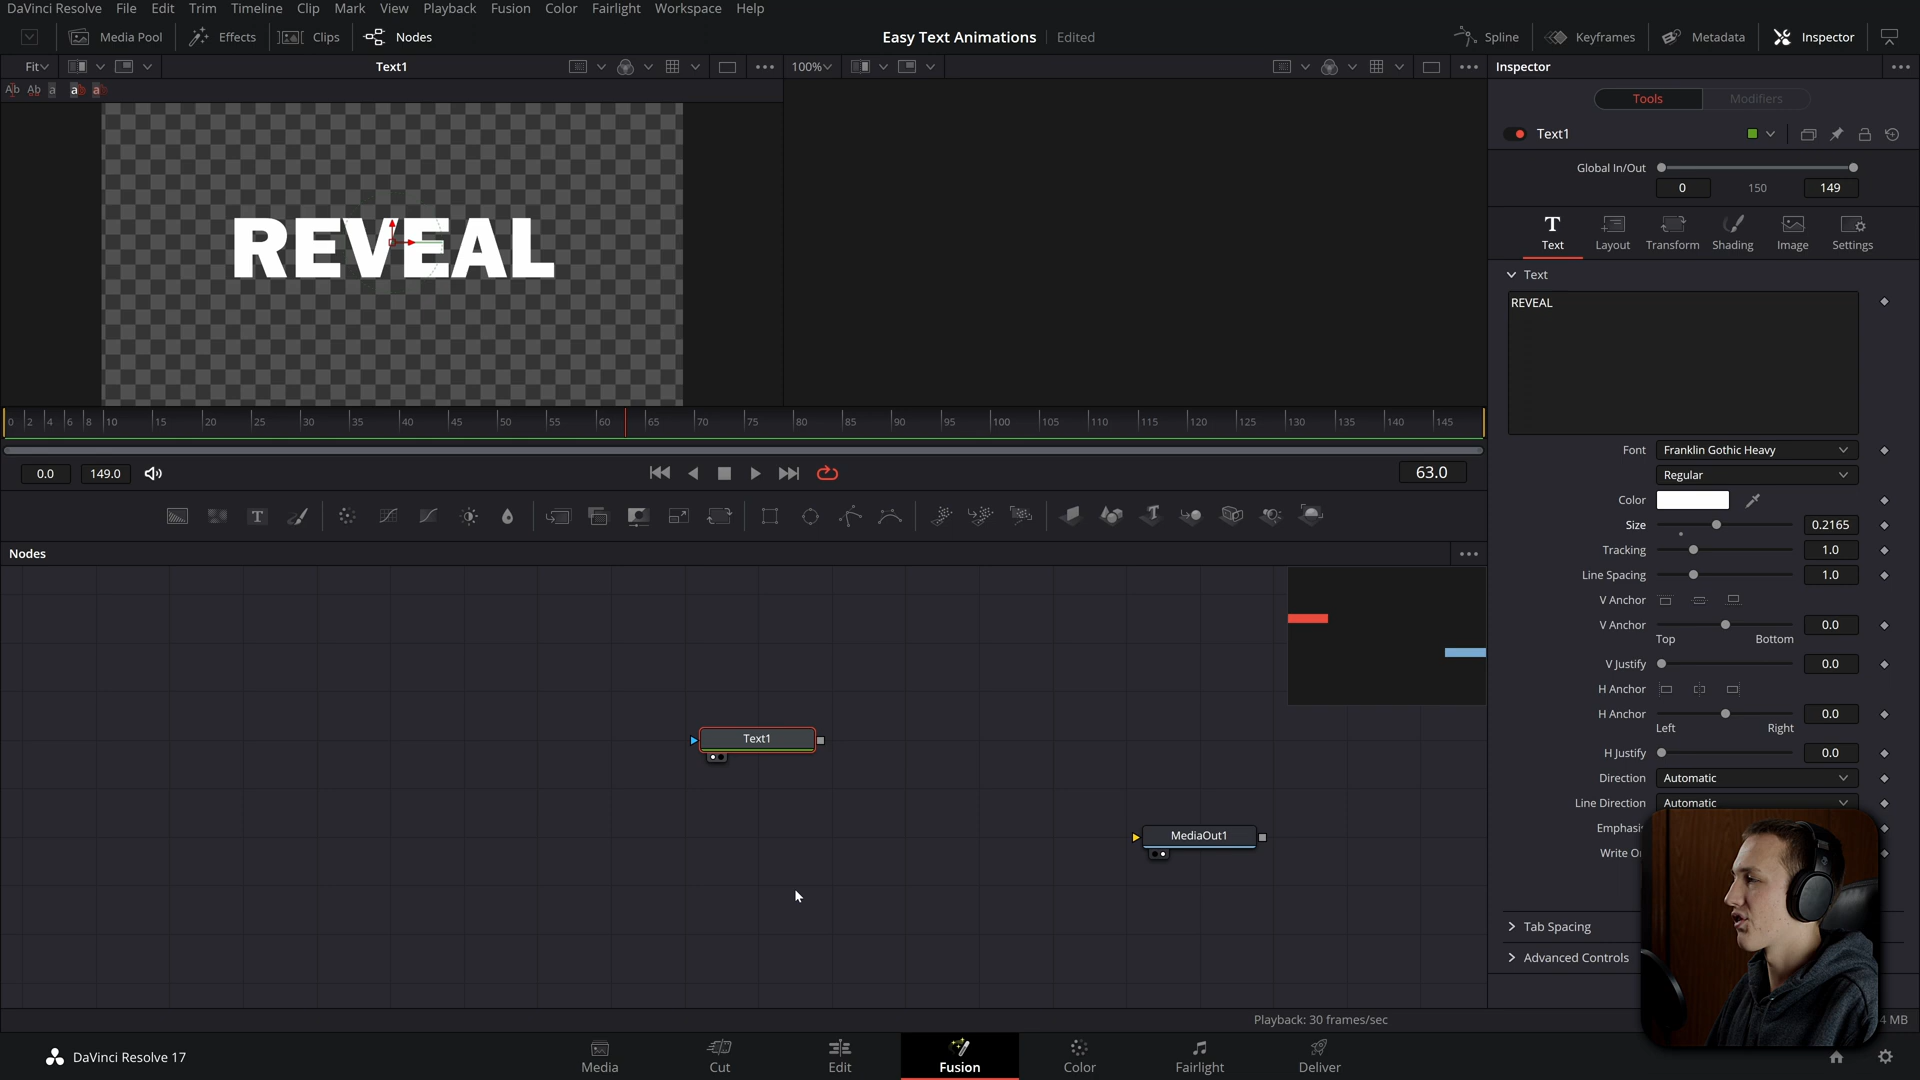 DaVinci Resolve File Edit Trim Timeline Clip Mark View Playback Fusion Color Fairlight Workspace Help
Media Pool Effects Clips Nodes Easy Text Animations Edited Spline Keyframes Metadata Inspector
Fit Text1 100% Inspector
Ab Ab a a a
Tools Modifiers
Text1
Global In/Out
0 150 149
REVEAL
Text Layout Transform Shading Image Settings
Text
REVEAL
0 2 4 6 8 10 15 20 25 30 35 40 45 50 55 60 65 70 75 80 85 90 95 100 105 110 115 120 125 130 135 140 145
0.0 149.0 63.0
Font Franklin Gothic Heavy
Regular
Color
Size 0.2165
Tracking 1.0
Line Spacing 1.0
V Anchor
V Anchor 0.0
Top Bottom
V Justify 0.0
H Anchor
H Anchor 0.0
Left Right
H Justify 0.0
Direction Automatic
Line Direction Automatic
Emphasi
Write O
Tab Spacing
Advanced Controls
Nodes
Text1
MediaOut1
Playback: 30 frames/sec
4 MB
DaVinci Resolve 17
Media Cut Edit Fusion Color Fairlight Deliver